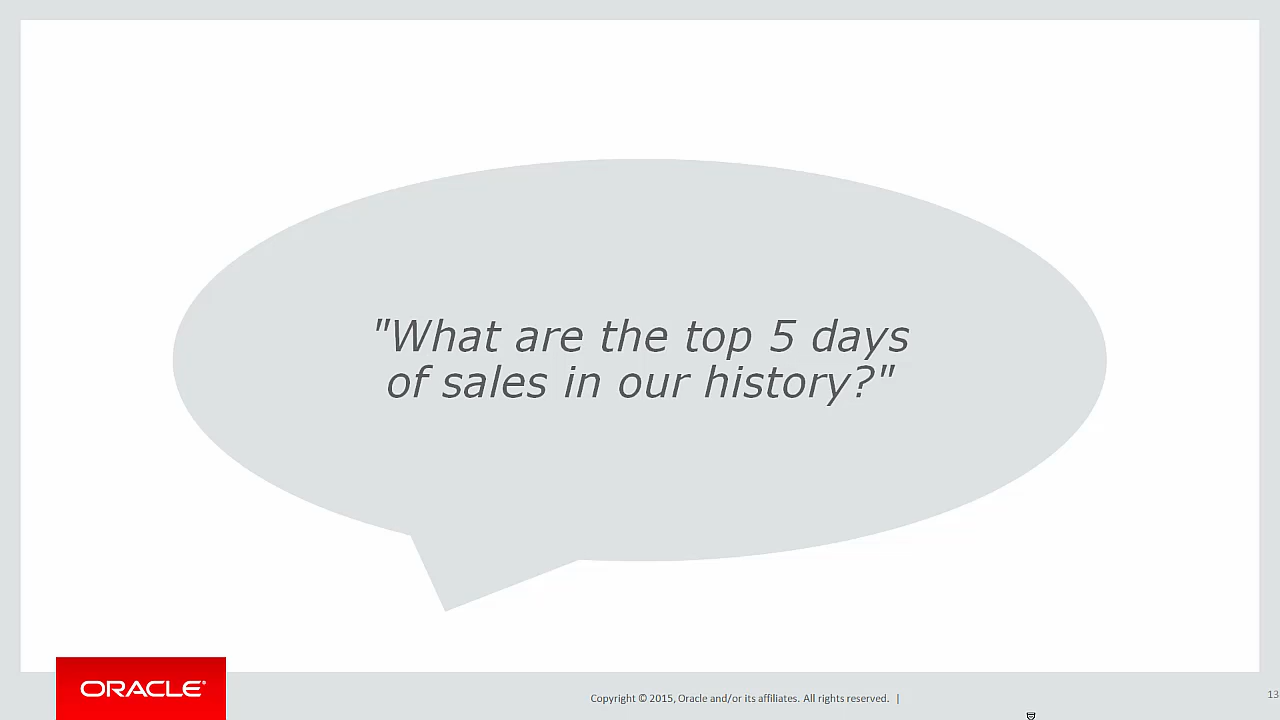 "What are the top 5 days
of sales in our history?"
ORACLE®
Copyright © 2015, Oracle and/or its affiliates. All rights reserved. |
13